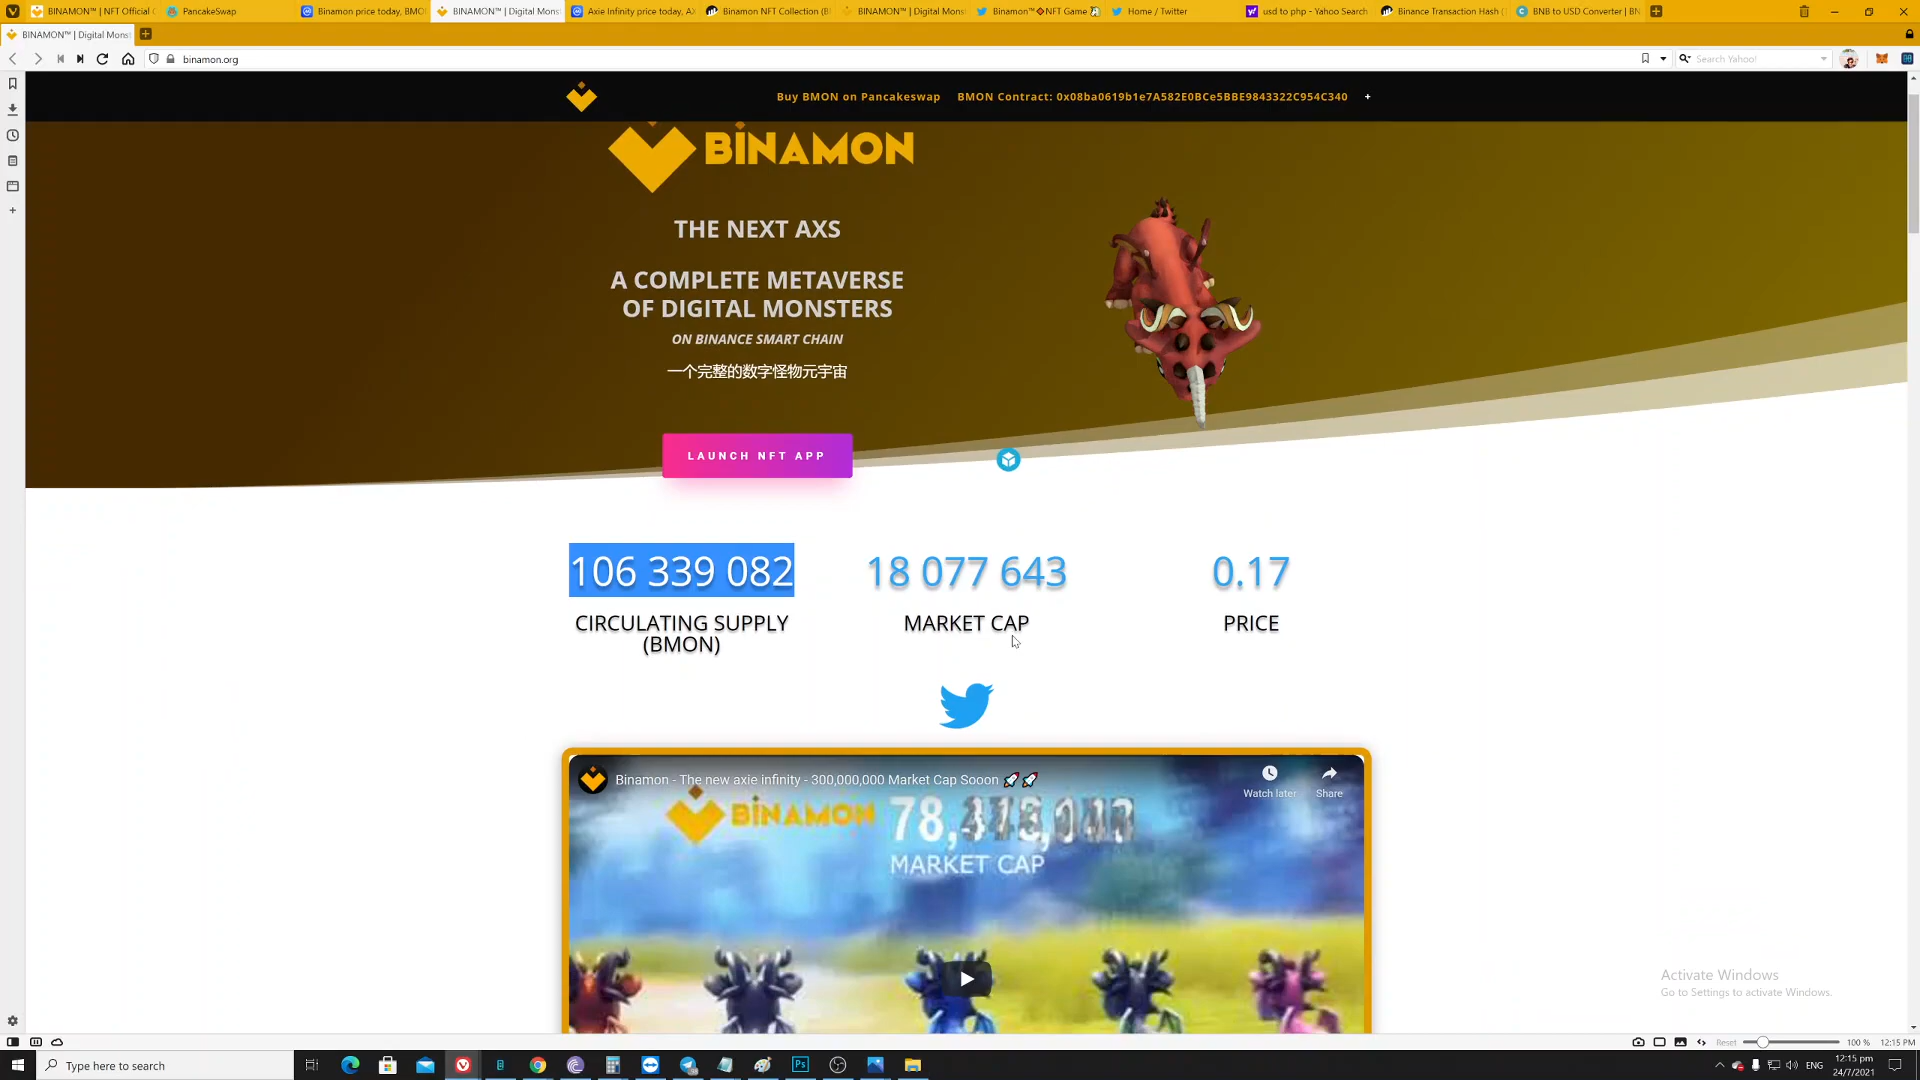 BINAMON™ | NFT Official C
PancakeSwap
Binamon price today, BMO
BINAMON™ | Digital Mons
Axie Infinity price today, AX
Binamon NFT Collection (B
BINAMON™ | Digital Mons
Binamon™ NFT Game
Home / Twitter
usd to php - Yahoo Search
Binance Transaction Hash (
BNB to USD Converter | BN
BINAMON™ | Digital Mons
binamon.org
Search Yahoo!
Buy BMON on Pancakeswap
BMON Contract: 0x08ba0619b1e7A582E0BCe5BBE9843322C954C340
+
BINAMON
THE NEXT AXS
A COMPLETE METAVERSE
OF DIGITAL MONSTERS
ON BINANCE SMART CHAIN
一个完整的数字怪物元宇宙
LAUNCH NFT APP
106 339 082
18 077 643
0.17
CIRCULATING SUPPLY
(BMON)
MARKET CAP
PRICE
Binamon - The new axie infinity - 300,000,000 Market Cap Sooon 🚀🚀
Watch later
Share
BINAMON
MARKET CAP
Activate Windows
Go to Settings to activate Windows.
Reset
100 %
12:15 PM
Type here to search
ENG
12:15 pm
24/7/2021